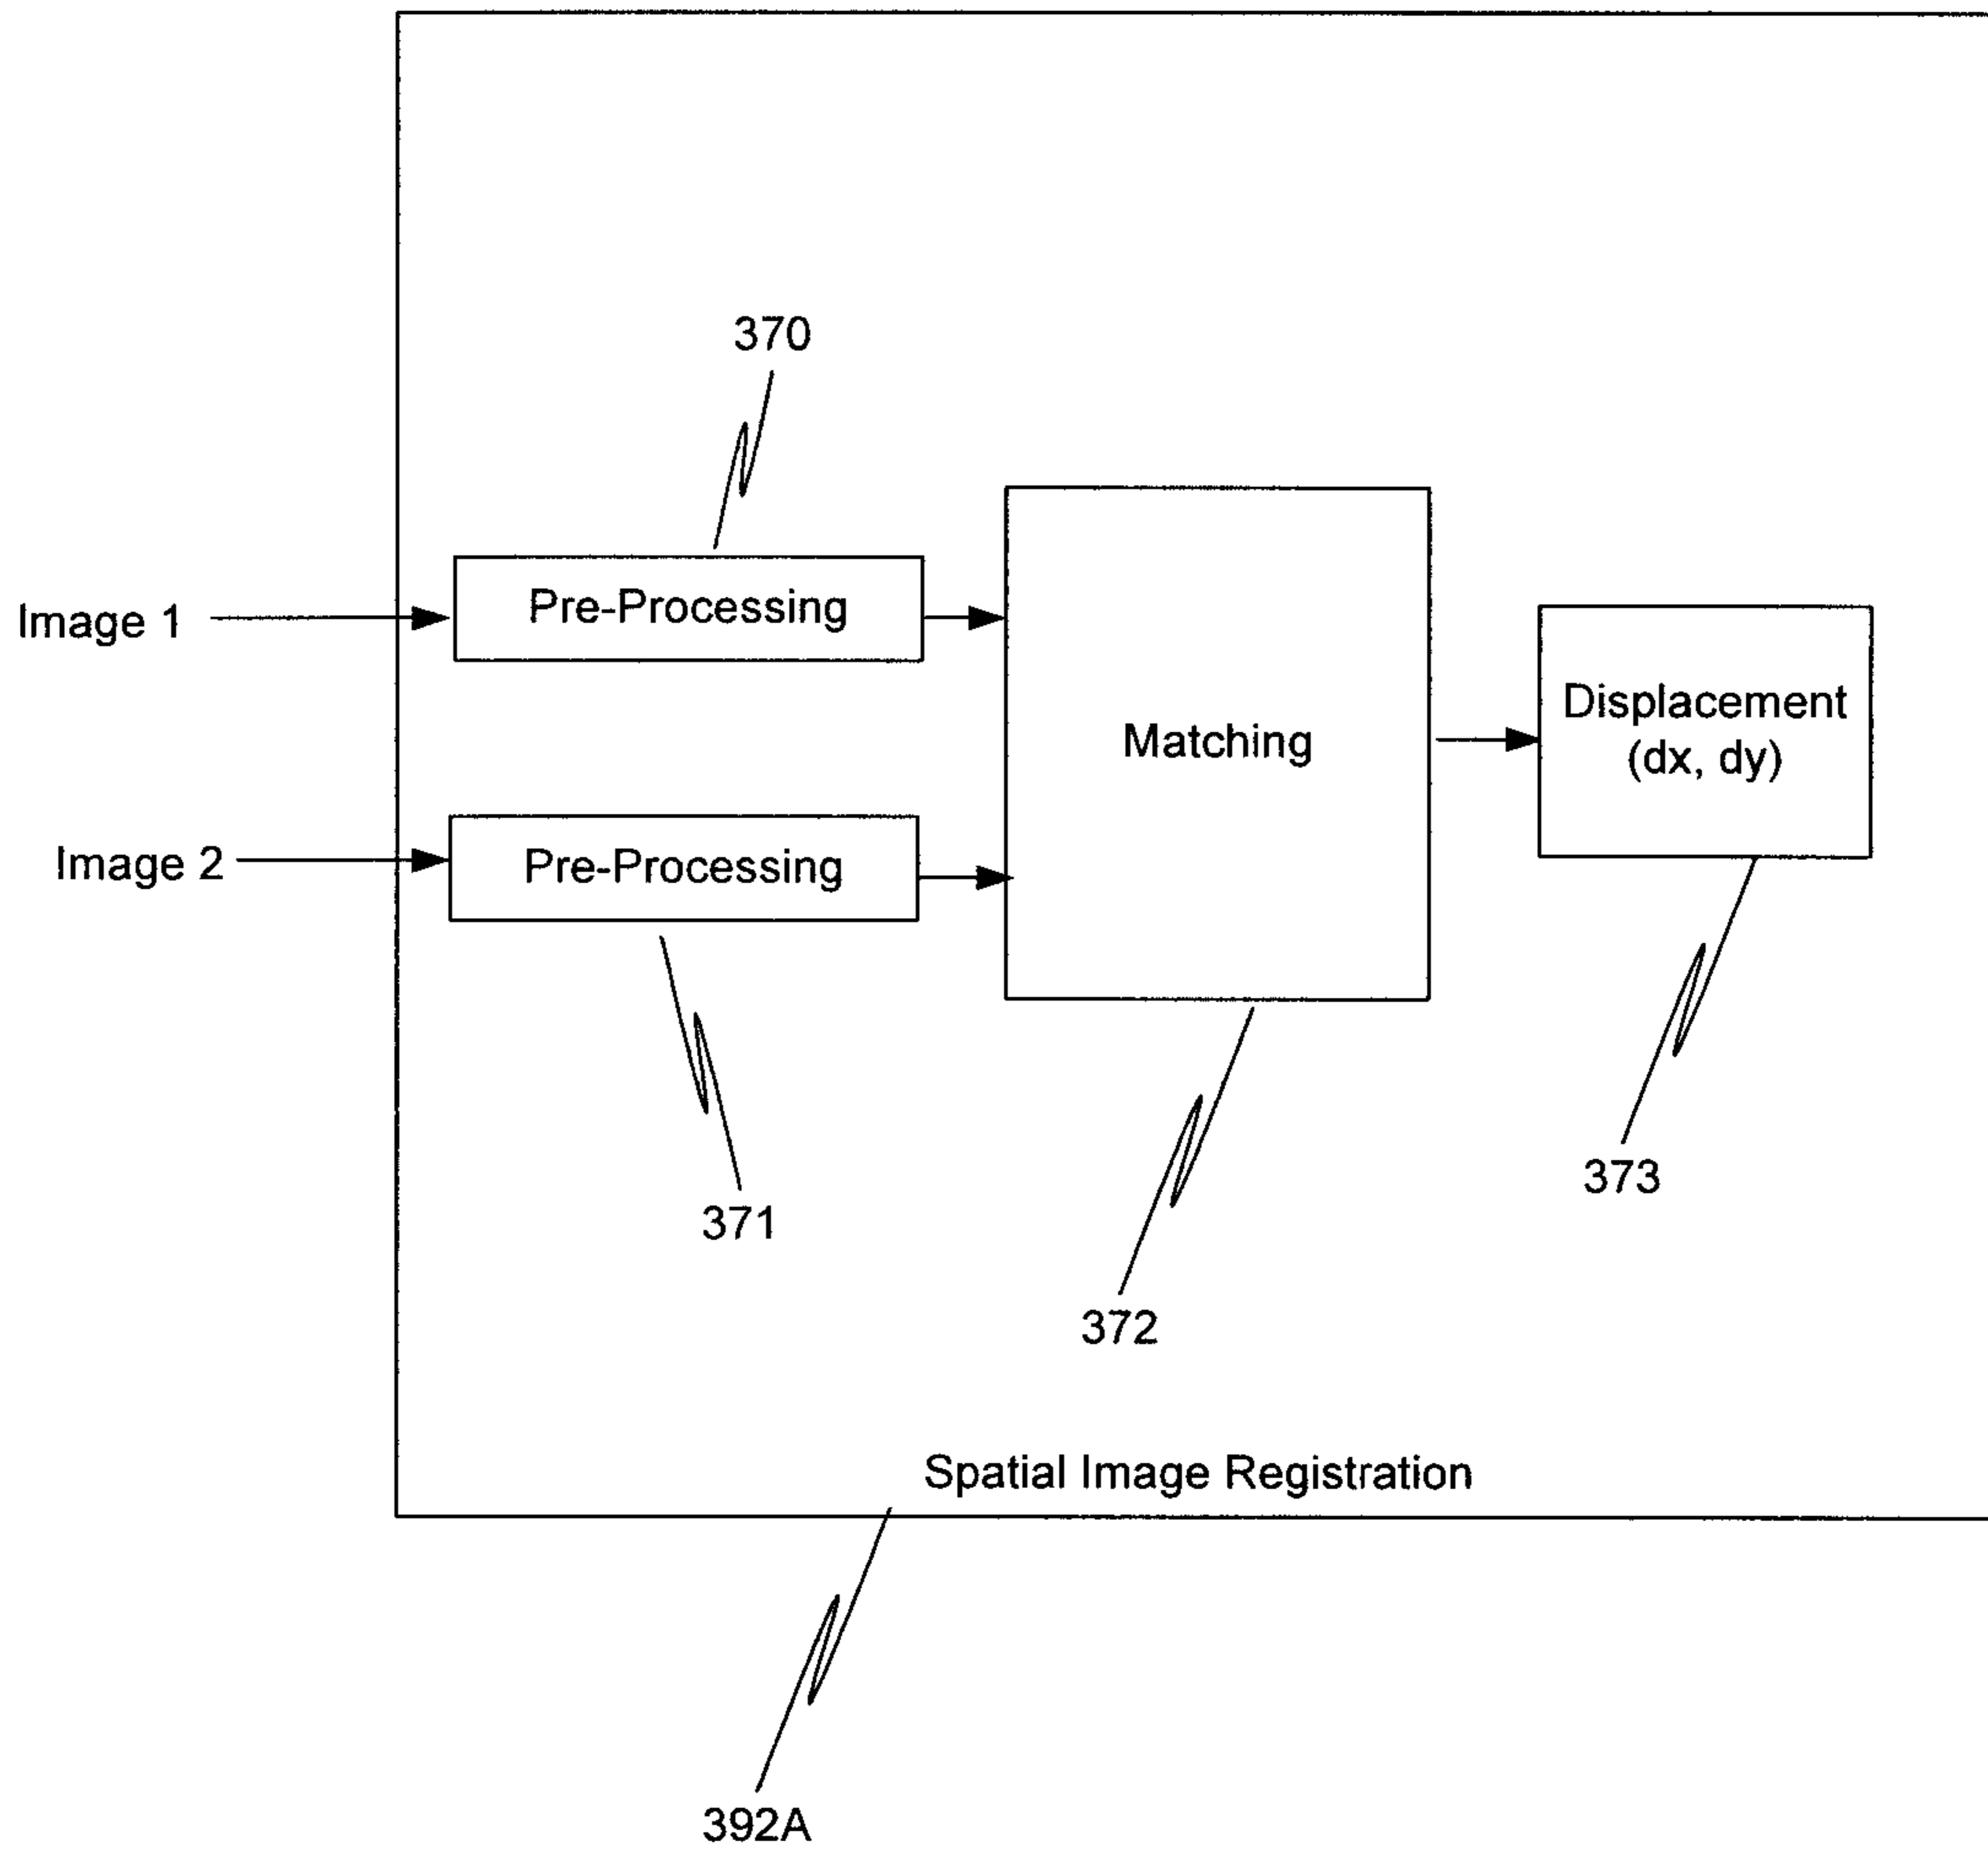 370
Image 1
Pre-Processing
Displacement
(dx, dy)
Matching
Image 2
Pre-Processing
373
371
372
Spatial Image Registration
392A